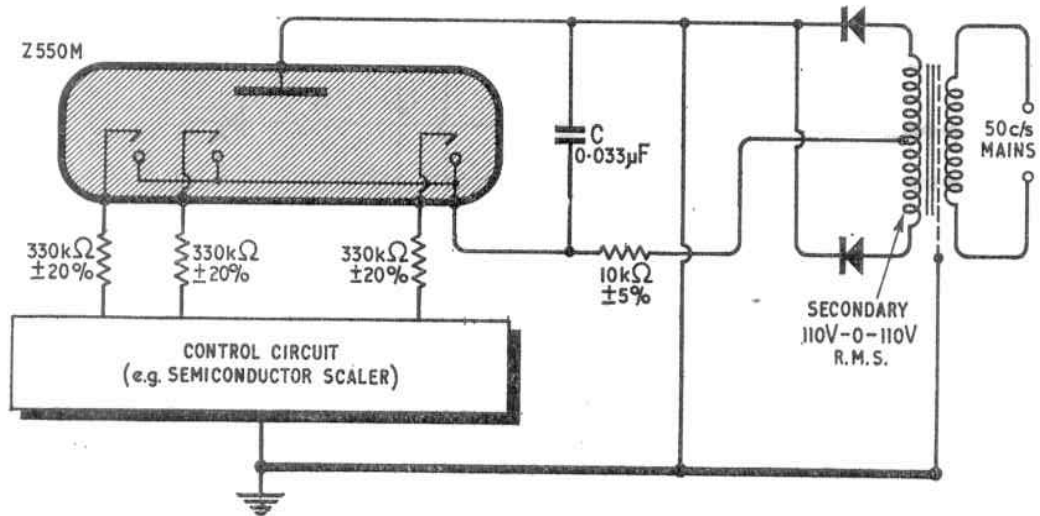 Z550M
C
0·033µF
50c/s
MAINS
330kΩ
±20%
330kΩ
±20%
330kΩ
±20%
10kΩ
±5%
SECONDARY
110V-0-110V
R.M.S.
CONTROL CIRCUIT
(e.g. SEMICONDUCTOR SCALER)